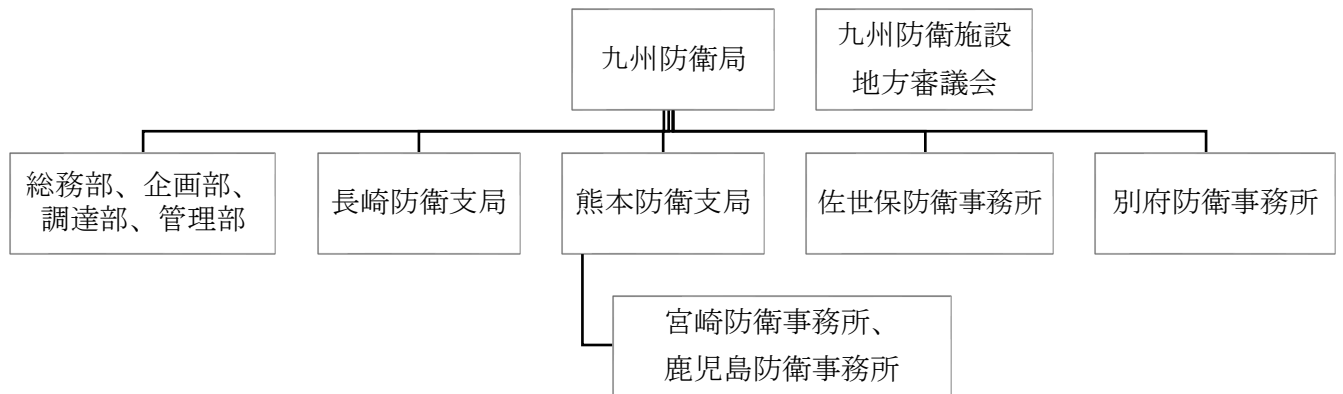 九州防衛局
九州防衛施設
地方審議会
総務部、企画部、
調達部、管理部
長崎防衛支局
熊本防衛支局
佐世保防衛事務所
別府防衛事務所
宮崎防衛事務所、
鹿児島防衛事務所